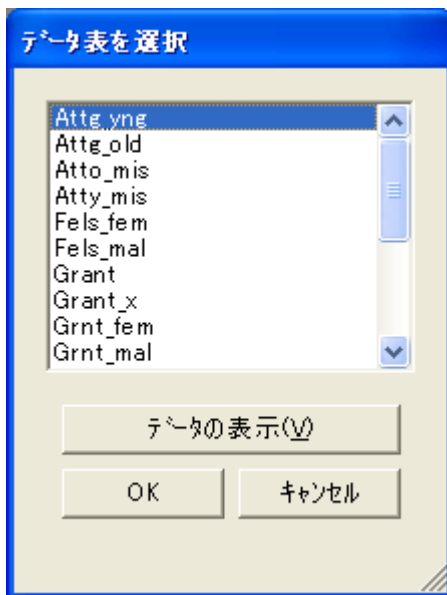 ﾃﾞｰﾀ表を選択
Attg_yng
Attg_old
Atto_mis
Atty_mis
Fels_fem
Fels_mal
Grant
Grant_x
Grnt_fem
Grnt_mal
ﾃﾞｰﾀの表示(V)
OK
ｷｬﾝｾﾙ